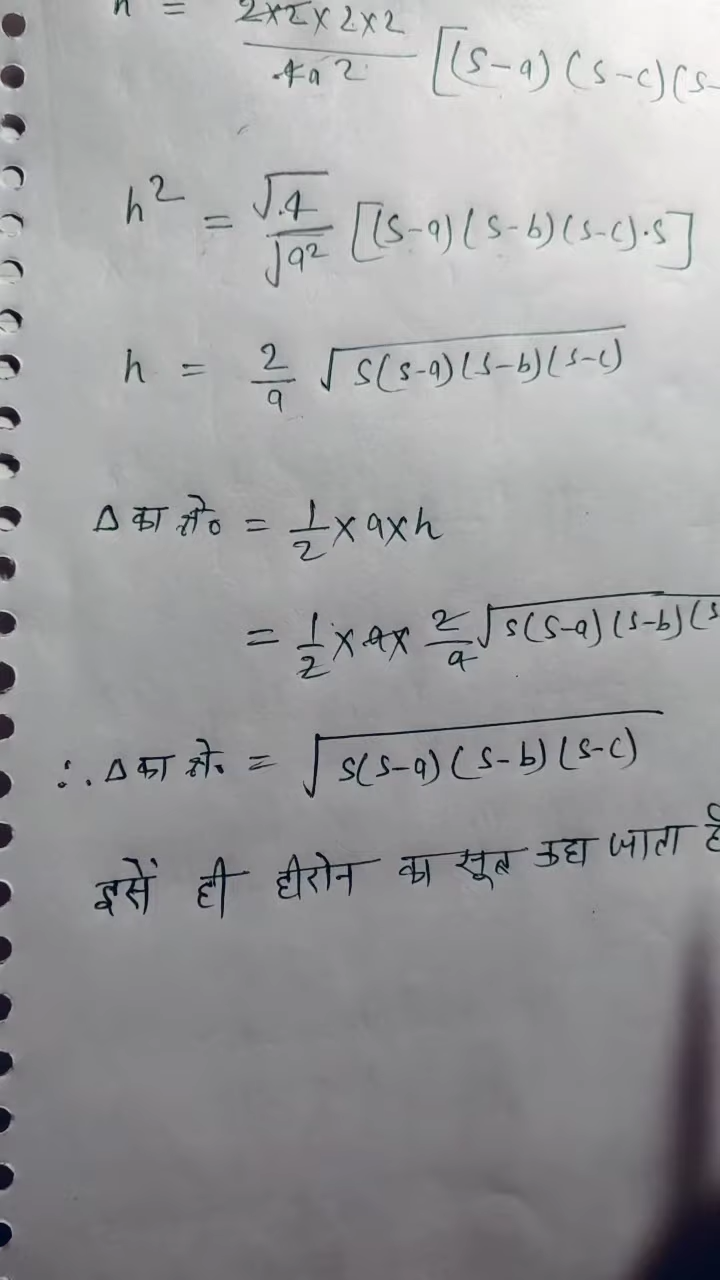 h = 2×2×2×2 / 4a² [(s-a)(s-c)(s-
h² = √4 / √a² [(s-a)(s-b)(s-c)·s]
h = 2/a √s(s-a)(s-b)(s-c)
Δ का क्षे० = 1/2 × a × h
= 1/2 × a × 2/a √s(s-a)(s-b)(s
∴ Δ का क्षे० = √s(s-a)(s-b)(s-c)
इसें ही हीरोन का सूत्र कहा जाता है